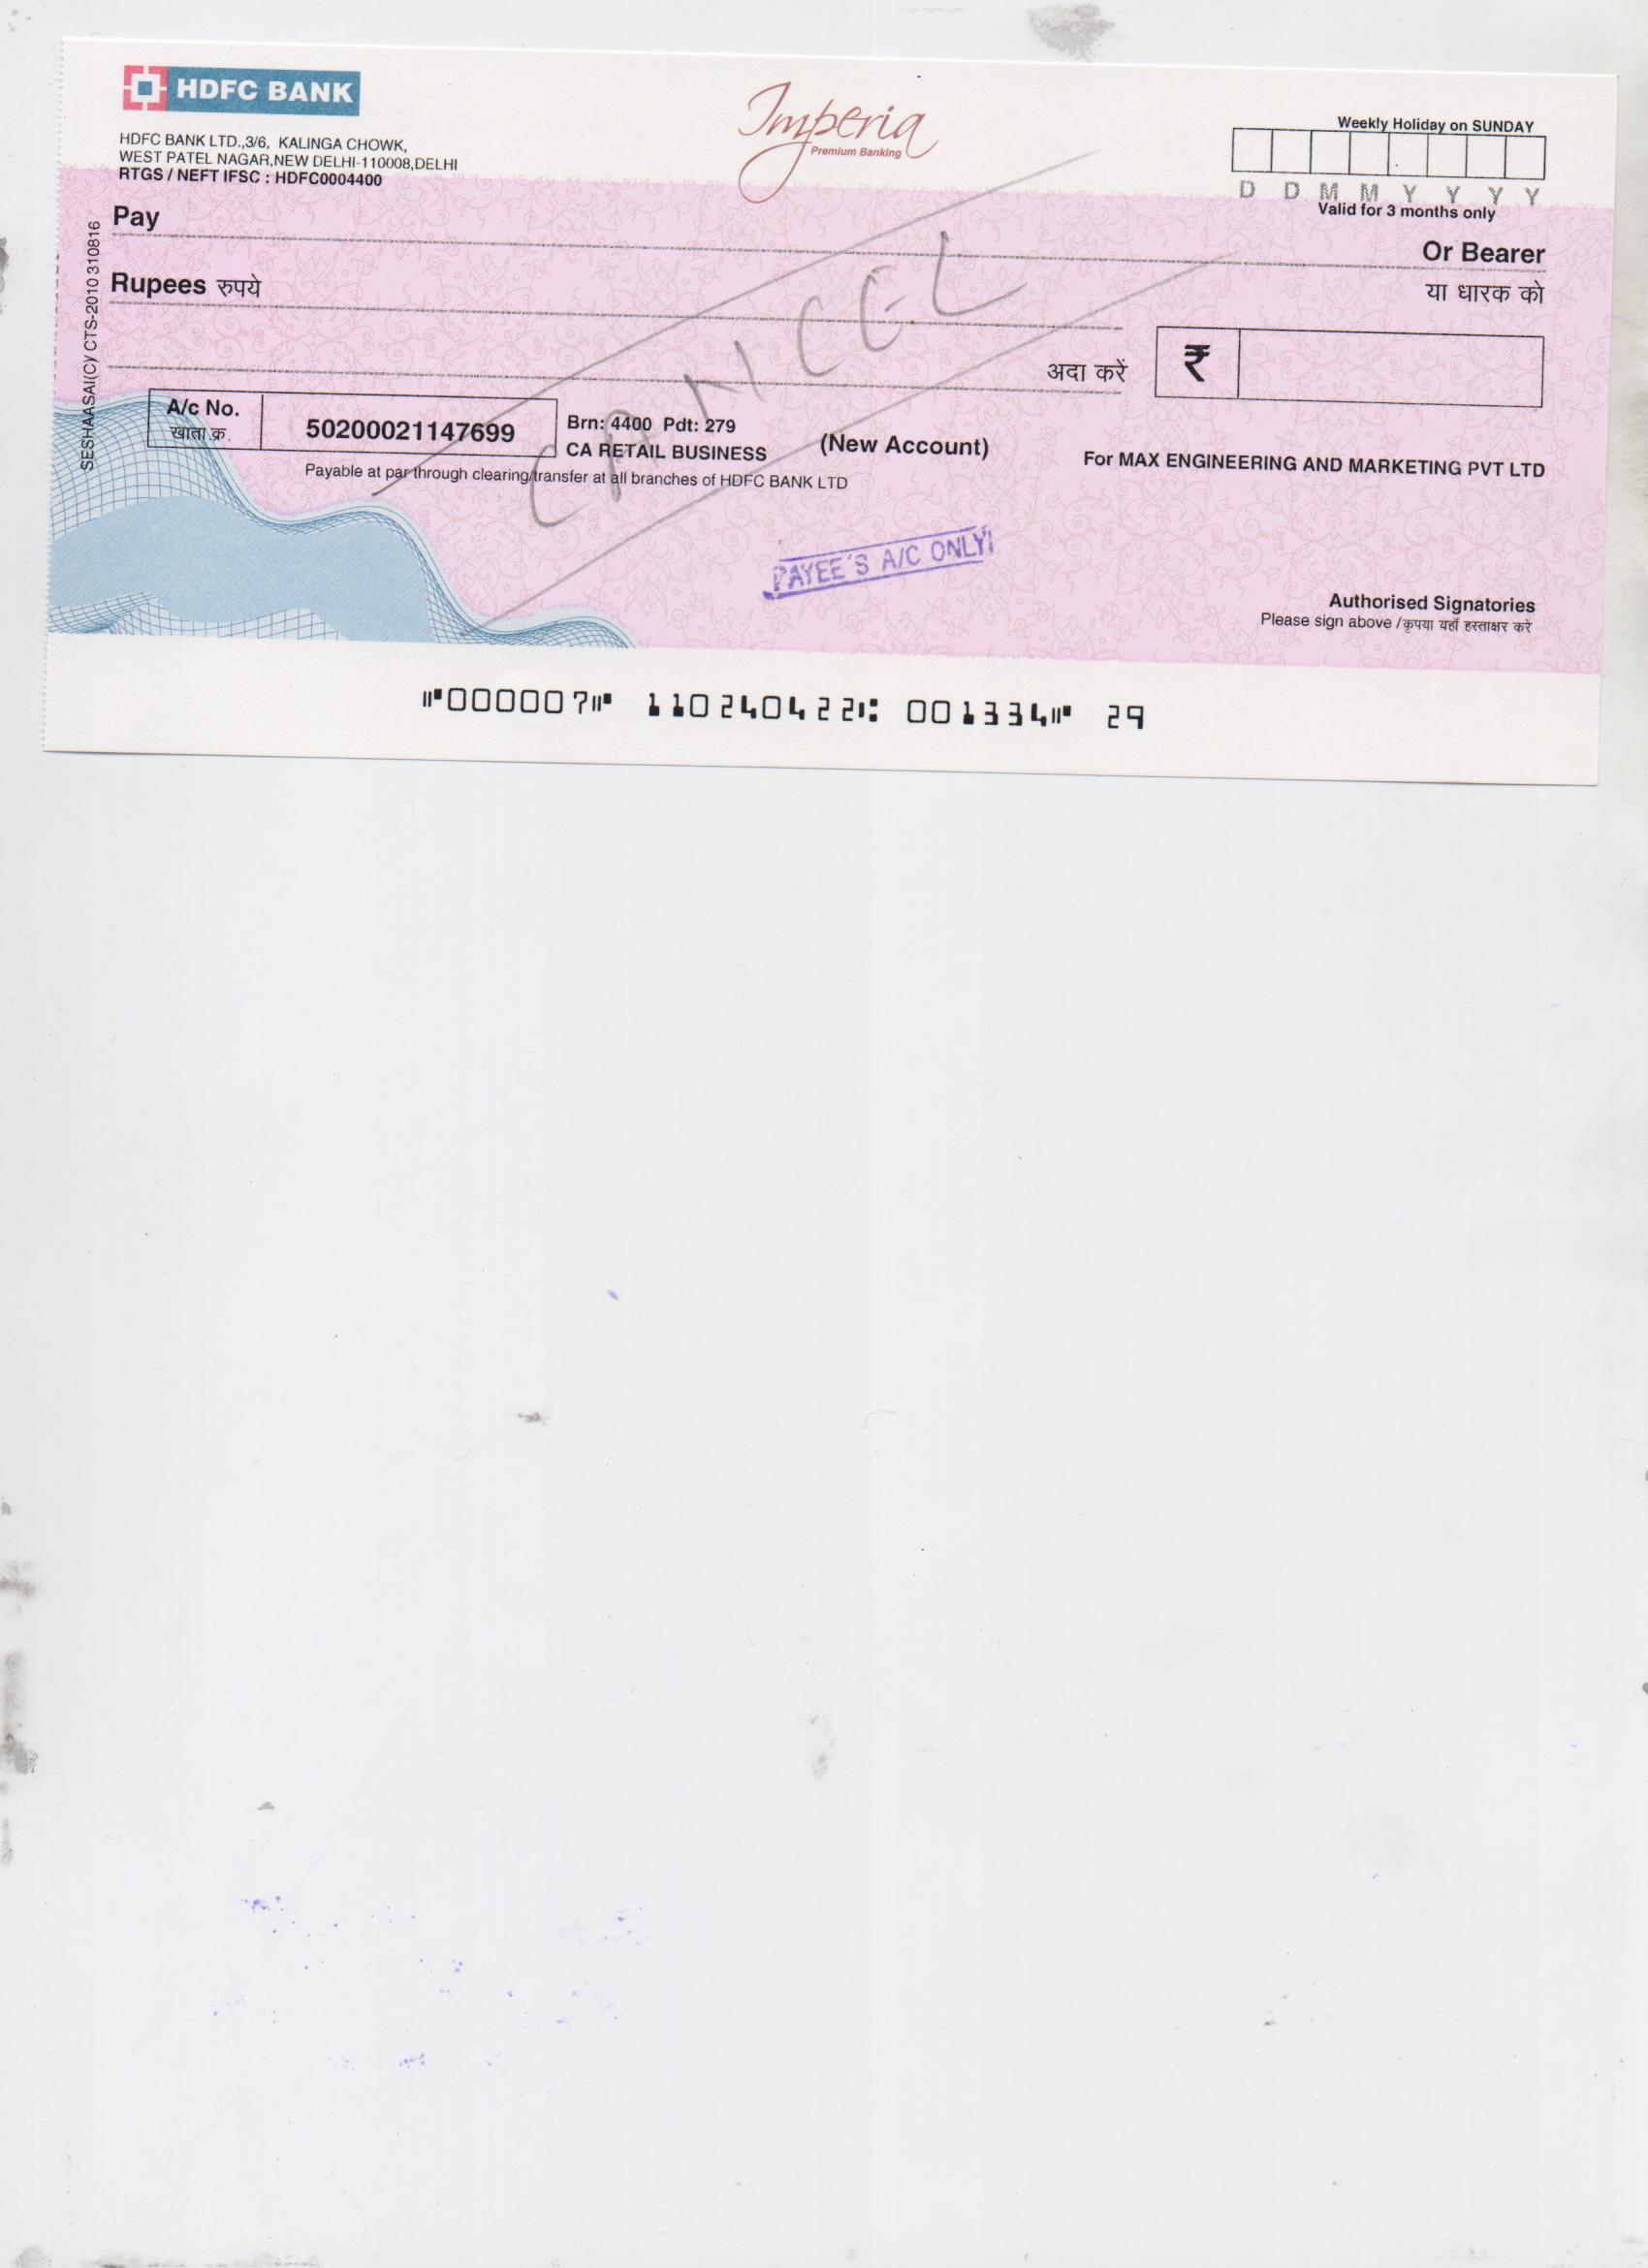 HDFC BANK
HDFC BANK LTD.,3/6, KALINGA CHOWK,
WEST PATEL NAGAR,NEW DELHI-110008,DELHI
RTGS / NEFT IFSC : HDFC0004400
Imperia
Premium Banking
Weekly Holiday on SUNDAY
D D M M Y Y Y Y
Valid for 3 months only
Pay
Or Bearer
या धारक को
Rupees रुपये
अदा करें
₹
CANCEL
A/c No.
खाता.क्र.
50200021147699
Brn: 4400 Pdt: 279
CA RETAIL BUSINESS
(New Account)
For MAX ENGINEERING AND MARKETING PVT LTD
Payable at par through clearing/transfer at all branches of HDFC BANK LTD
PAYEE'S A/C ONLY
Authorised Signatories
Please sign above /कृपया यहाँ हस्ताक्षर करें
SESHAASAI(C) CTS-2010 310816
⑈000007⑈ 110240422⑆ 001334⑈ 29